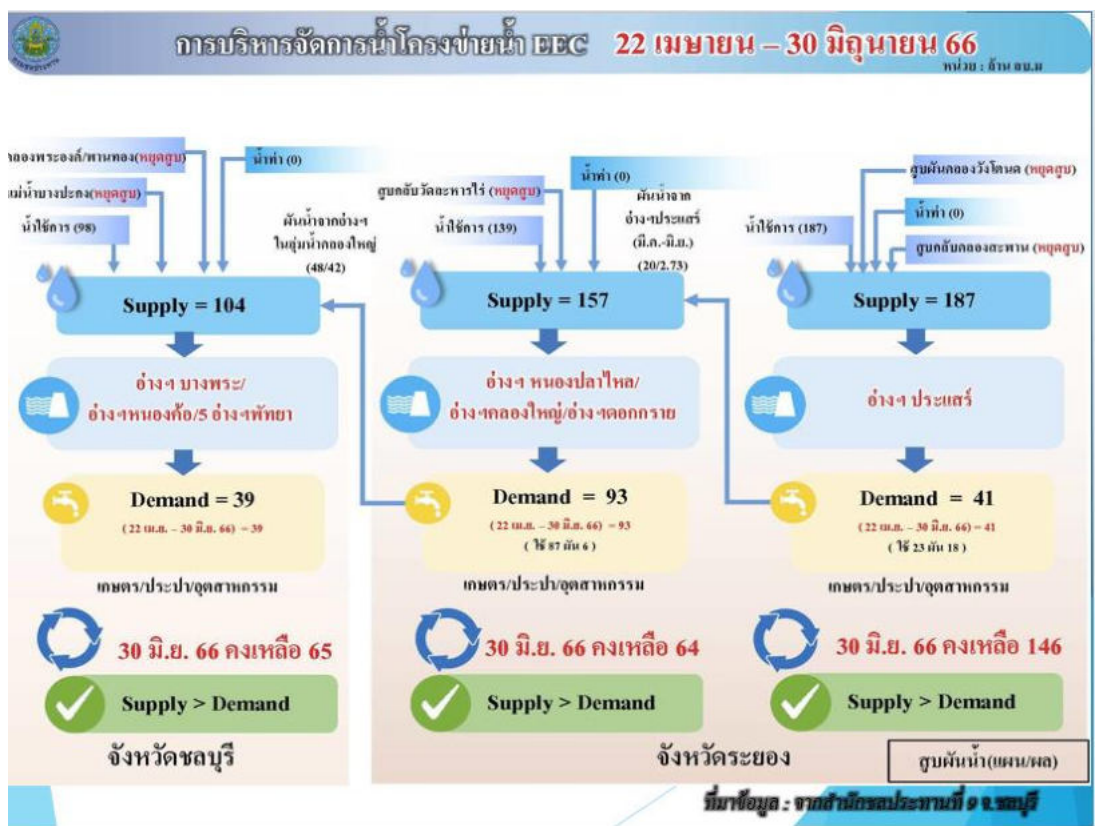 การบริหารจัดการน้ำโครงข่ายน้ำ EEC 22 เมษายน – 30 มิถุนายน 66
หน่วย : ล้าน ลบ.ม
คลองพระองค์/พานทอง(หยุดสูบ)
น้ำท่า (0)
แม่น้ำบางปะกง(หยุดสูบ)
น้ำใช้การ (98)
ผันน้ำจากอ่างฯ
ในลุ่มน้ำคลองใหญ่
(48/42)
Supply = 104
อ่างฯ บางพระ/
อ่างฯหนองค้อ/5 อ่างฯพัทยา
Demand = 39
( 22 เม.ย. – 30 มิ.ย. 66) = 39
เกษตร/ประปา/อุตสาหกรรม
30 มิ.ย. 66 คงเหลือ 65
Supply > Demand
จังหวัดชลบุรี
น้ำท่า (0)
สูบกลับวัดละหารไร่ (หยุดสูบ)
น้ำใช้การ (139)
ผันน้ำจาก
อ่างฯประแสร์
(มี.ค.-มิ.ย.)
(20/2.73)
Supply = 157
อ่างฯ หนองปลาไหล/
อ่างฯคลองใหญ่/อ่างฯดอกกราย
Demand = 93
( 22 เม.ย. – 30 มิ.ย. 66) = 93
( ใช้ 87 ผัน 6 )
เกษตร/ประปา/อุตสาหกรรม
30 มิ.ย. 66 คงเหลือ 64
Supply > Demand
สูบผันคลองวังโตนด (หยุดสูบ)
น้ำท่า (0)
น้ำใช้การ (187)
สูบกลับคลองสะพาน (หยุดสูบ)
Supply = 187
อ่างฯ ประแสร์
Demand = 41
( 22 เม.ย. – 30 มิ.ย. 66) = 41
( ใช้ 23 ผัน 18 )
เกษตร/ประปา/อุตสาหกรรม
30 มิ.ย. 66 คงเหลือ 146
Supply > Demand
จังหวัดระยอง
สูบผันน้ำ(แผน/ผล)
ที่มาข้อมูล : จากสำนักชลประทานที่ 9 จ.ชลบุรี